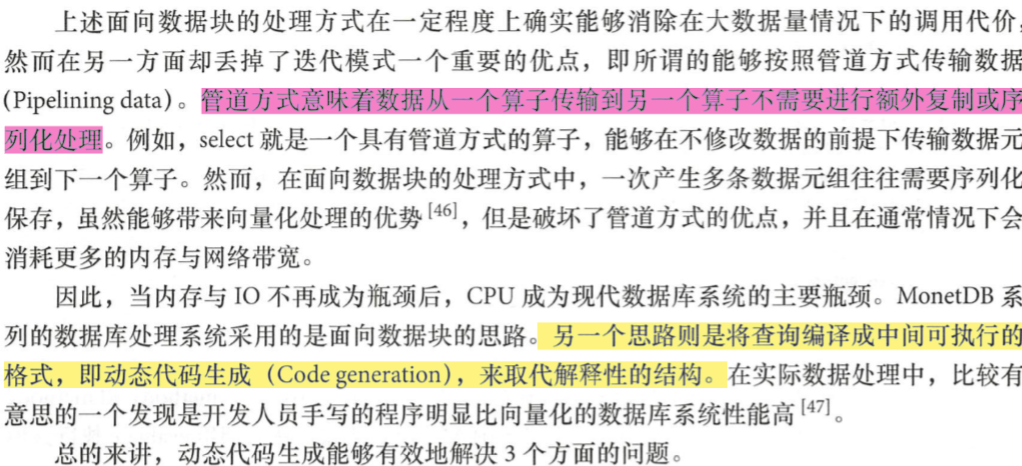 上述面向数据块的处理方式在一定程度上确实能够消除在大数据量情况下的调用代价，
然而在另一方面却丢掉了迭代模式一个重要的优点，即所谓的能够按照管道方式传输数据
(Pipelining data)。管道方式意味着数据从一个算子传输到另一个算子不需要进行额外复制或序
列化处理。例如，select 就是一个具有管道方式的算子，能够在不修改数据的前提下传输数据元
组到下一个算子。然而，在面向数据块的处理方式中，一次产生多条数据元组往往需要序列化
保存，虽然能够带来向量化处理的优势[46]，但是破坏了管道方式的优点，并且在通常情况下会
消耗更多的内存与网络带宽。
因此，当内存与 IO 不再成为瓶颈后，CPU 成为现代数据库系统的主要瓶颈。MonetDB 系
列的数据库处理系统采用的是面向数据块的思路。另一个思路则是将查询编译成中间可执行的
格式，即动态代码生成（Code generation），来取代解释性的结构。在实际数据处理中，比较有
意思的一个发现是开发人员手写的程序明显比向量化的数据库系统性能高[47]。
总的来讲，动态代码生成能够有效地解决 3 个方面的问题。